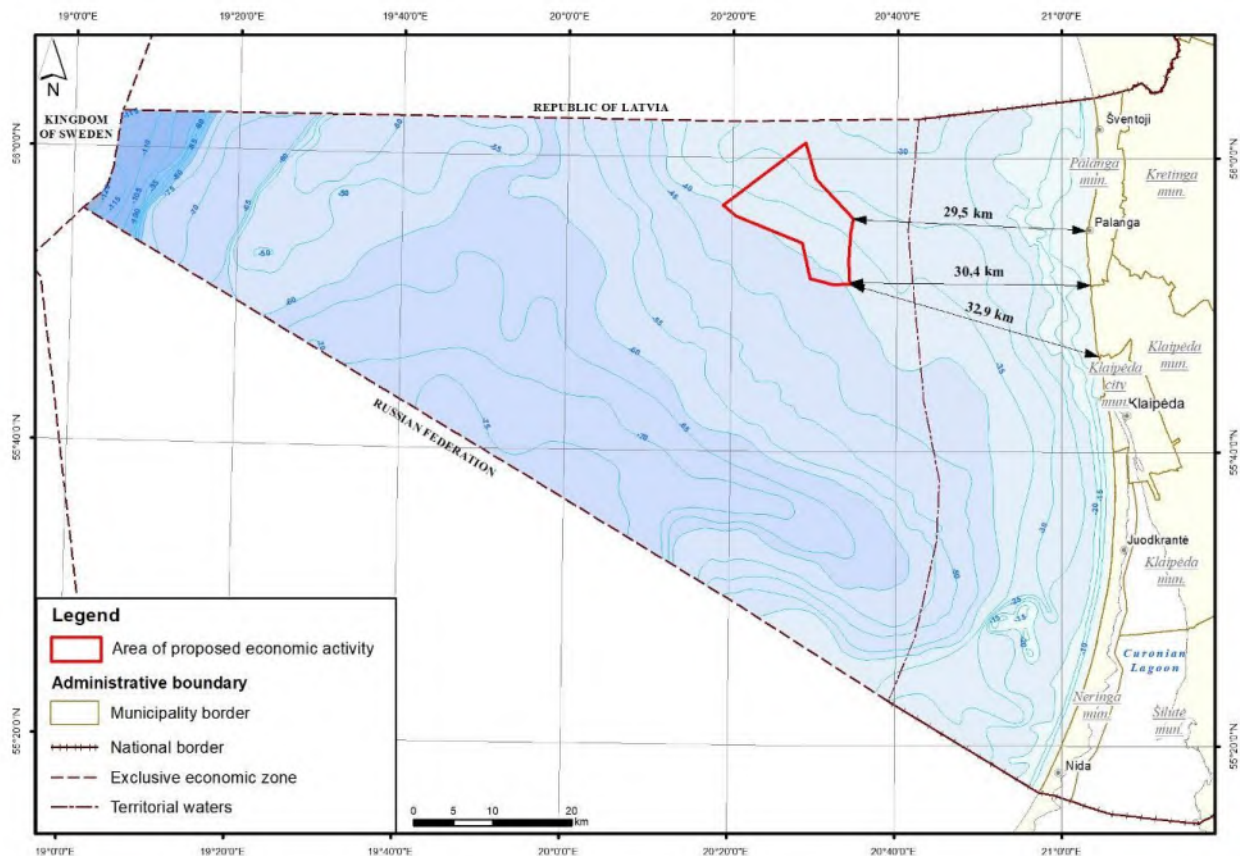 19°0'0"E 19°20'0"E 19°40'0"E 20°0'0"E 20°20'0"E 20°40'0"E 21°0'0"E
N
KINGDOM
OF SWEDEN
REPUBLIC OF LATVIA
RUSSIAN FEDERATION
56°0'0"N
55°40'0"N
56°0'0"N
55°40'0"N
55°20'0"N
Šventoji
Palanga
mun.
Kretinga
mun.
29,5 km
Palanga
30,4 km
32,9 km
Klaipėda
mun.
Klaipėda
city
mun.
Klaipėda
Juodkrantė
Klaipėda
mun.
Curonian
Lagoon
Neringa
mun.
Šilutė
mun.
Nida
Legend
Area of proposed economic activity
Administrative boundary
Municipality border
National border
Exclusive economic zone
Territorial waters
0 5 10 20
km
19°0'0"E 19°20'0"E 19°40'0"E 20°0'0"E 20°20'0"E 20°40'0"E 21°0'0"E